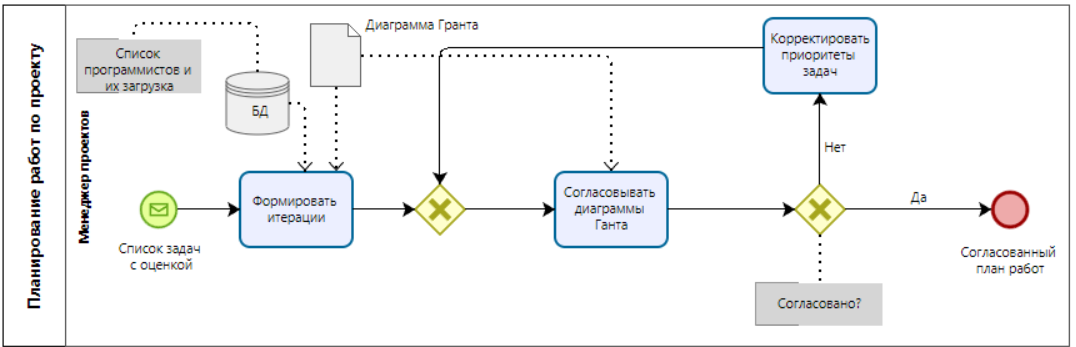 Планирование работ по проекту
Менеджер проектов
Список
программистов и
их загрузка
БД
Диаграмма Гранта
Корректировать
приоритеты
задач
Список задач
с оценкой
Формировать
итерации
Согласовывать
диаграммы
Ганта
Нет
Да
Согласовано?
Согласованный
план работ